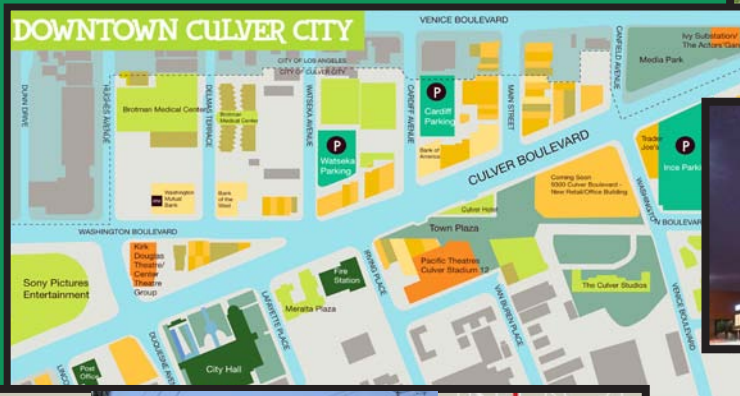 DOWNTOWN CULVER CITY
VENICE BOULEVARD
CITY OF LOS ANGELES
CITY OF CULVER CITY
Ivy Substation/
The Actors'
Media Park
DUNN DRIVE
HUGHES AVENUE
DELMAS TERRACE
WATSEKA AVENUE
CARDIFF AVENUE
MAIN STREET
CANFIELD AVENUE
Brotman Medical Center
Brotman
Medical Center
P
Watseka
Parking
P
Cardiff
Parking
Bank of
America
CULVER BOULEVARD
Trader
Joe's
P
Ince Parki
Washington
Mutual
Bank
Bank
of the
West
Coming Soon
9300 Culver Boulevard -
New Retail/Office Building
WASHINGTON BOULEVAR
Culver Hotel
Town Plaza
WASHINGTON BOULEVARD
Kirk
Douglas
Theatre/
Center
Theatre
Group
Sony Pictures
Entertainment
Fire
Station
Meralta Plaza
IRVING PLACE
Pacific Theatres
Culver Stadium 12
The Culver Studios
VAN BUREN PLACE
VENICE BOULEVARD
LAFAYETTE PLACE
DUQUESNE AVE
City Hall
Post
Office
LINCO